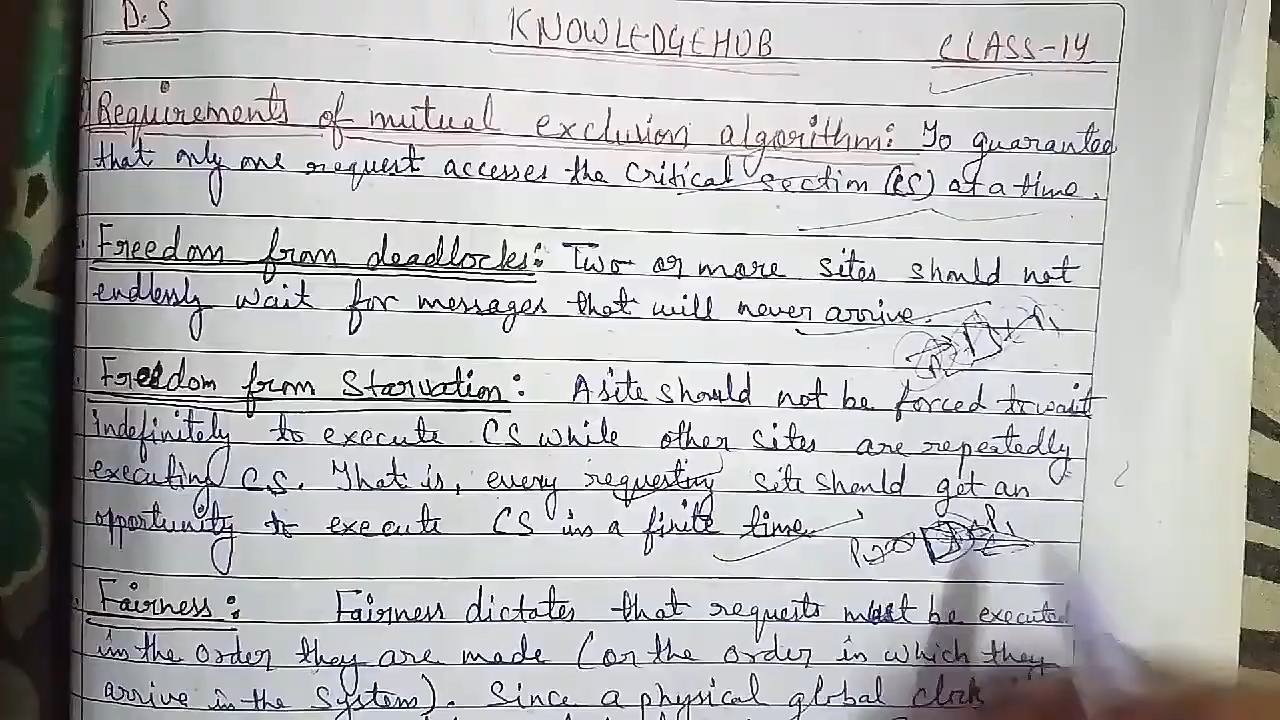 D.S KNOWLEDGEHUB CLASS-14
Requirements of mutual exclusion algorithm: To guaranted
that only one request accesses the critical section (CS) at a time.
Freedom from deadlocks: Two or more sites should not
endlessly wait for messages that will never arrive.
Freedom from Starvation: A site should not be forced to wait
indefinitely to execute CS while other sites are repeatedly
executing CS. That is, every requesting site should get an
opportunity to execute CS in a finite time.
Fairness: Fairness dictates that requests must be executed
in the order they are made (or the order in which they
arrive in the system). Since a physical global clock